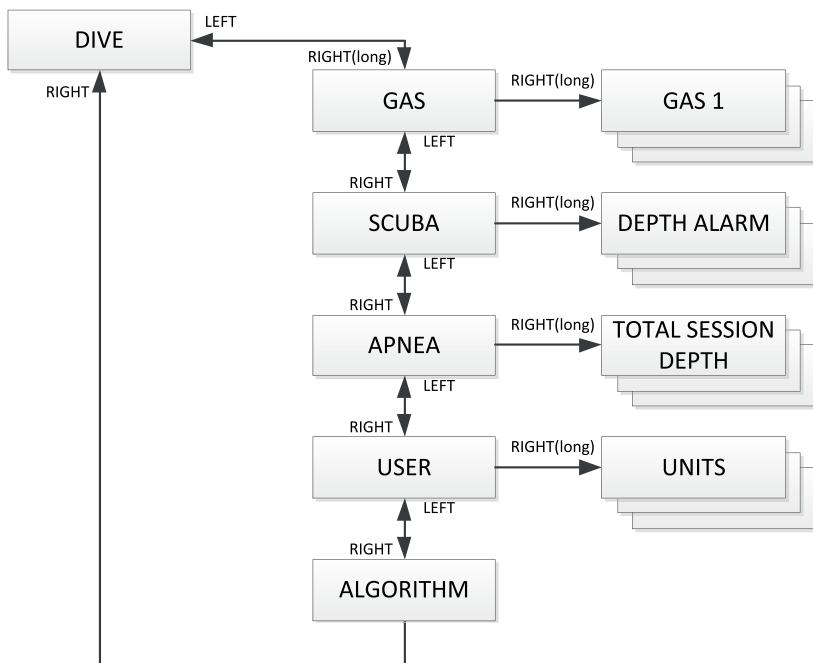 DIVE
LEFT
RIGHT(long)
RIGHT
GAS
RIGHT(long)
GAS 1
LEFT
RIGHT
SCUBA
RIGHT(long)
DEPTH ALARM
LEFT
RIGHT
APNEA
RIGHT(long)
TOTAL SESSION
DEPTH
LEFT
RIGHT
USER
RIGHT(long)
UNITS
LEFT
RIGHT
ALGORITHM